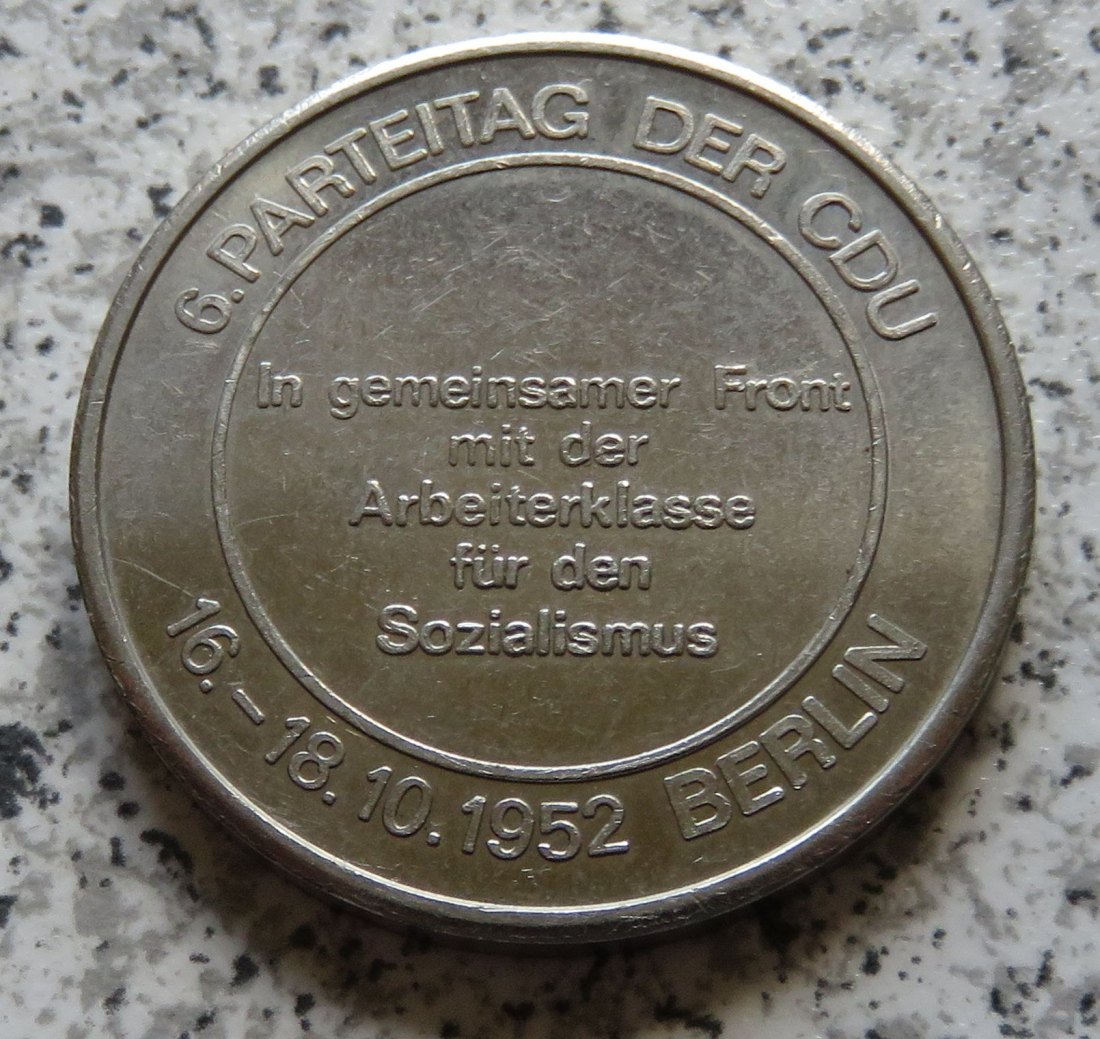 6. PARTEITAG DER CDU
In gemeinsamer Front
mit der
Arbeiterklasse
für den
Sozialismus
16.–18.10.1952 BERLIN